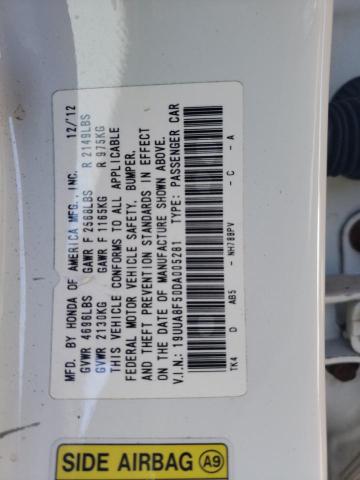 MFD. BY HONDA OF AMERICA MFG., INC. 12/'12
GVWR 4696LBS GAWR F 2568LBS R 2149LBS
GVWR 2130KG GAWR F 1165KG R 975KG
THIS VEHICLE CONFORMS TO ALL APPLICABLE
FEDERAL MOTOR VEHICLE SAFETY, BUMPER,
AND THEFT PREVENTION STANDARDS IN EFFECT
ON THE DATE OF MANUFACTURE SHOWN ABOVE.
V.I.N.: 19UUA8F50DA005281 TYPE: PASSENGER CAR
TK4 D AB5 - NH788PV - C - A
SIDE AIRBAG A9